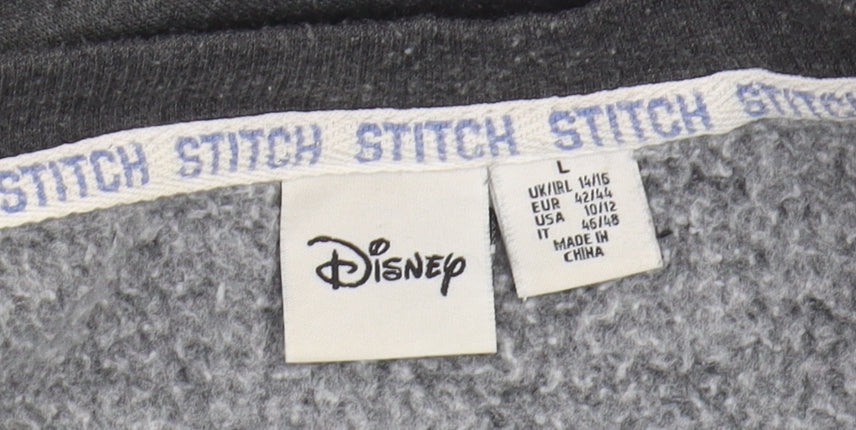 STITCH STITCH STITCH STITCH STITCH
Disney
L
UK/IRL 14/16
EUR 42/44
USA 10/12
IT 46/48
MADE IN
CHINA